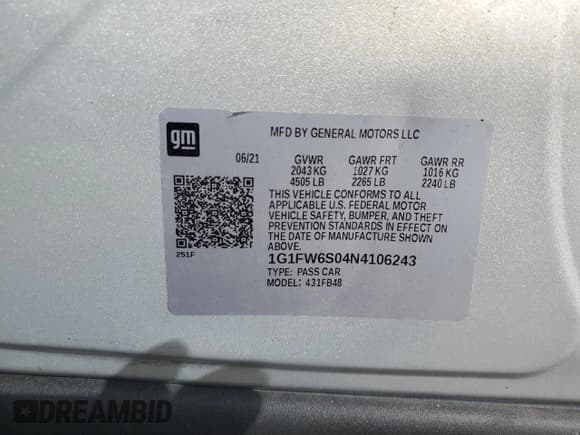 gm
MFD BY GENERAL MOTORS LLC
06/21 GVWR GAWR FRT GAWR RR
2043 KG 1027 KG 1016 KG
4505 LB 2265 LB 2240 LB
THIS VEHICLE CONFORMS TO ALL
APPLICABLE U.S. FEDERAL MOTOR
VEHICLE SAFETY, BUMPER, AND THEFT
PREVENTION STANDARDS IN EFFECT ON
THE DATE OF MANUFACTURE SHOWN
ABOVE.
251F
1G1FW6S04N4106243
TYPE: PASS CAR
MODEL: 431FB48
DREAMBID